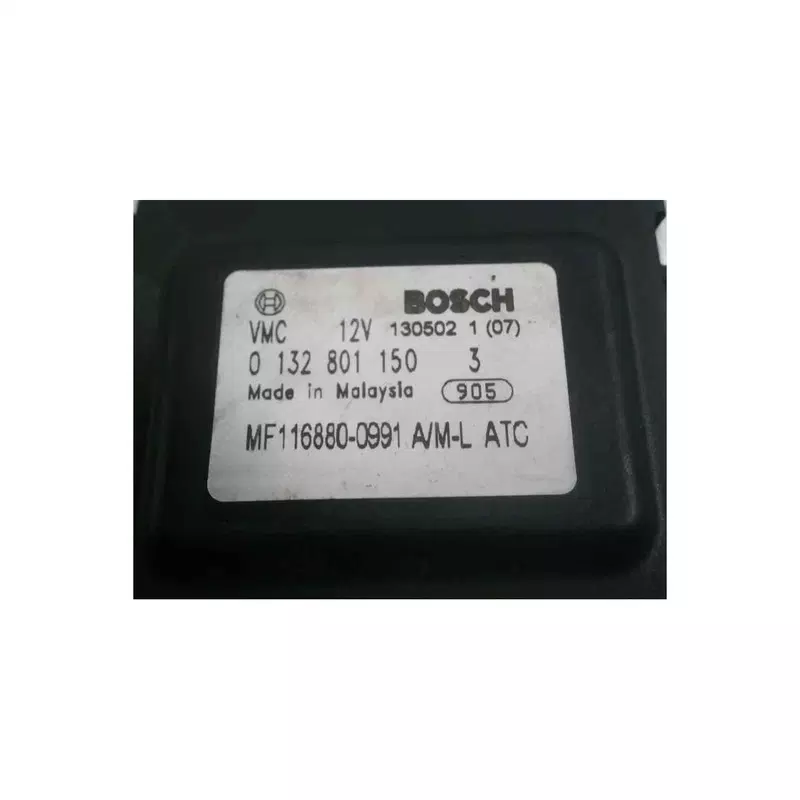 BOSCH
VMC 12V 130502 1 (07)
0 132 801 150 3
Made in Malaysia 905
MF116880-0991 A/M-L ATC